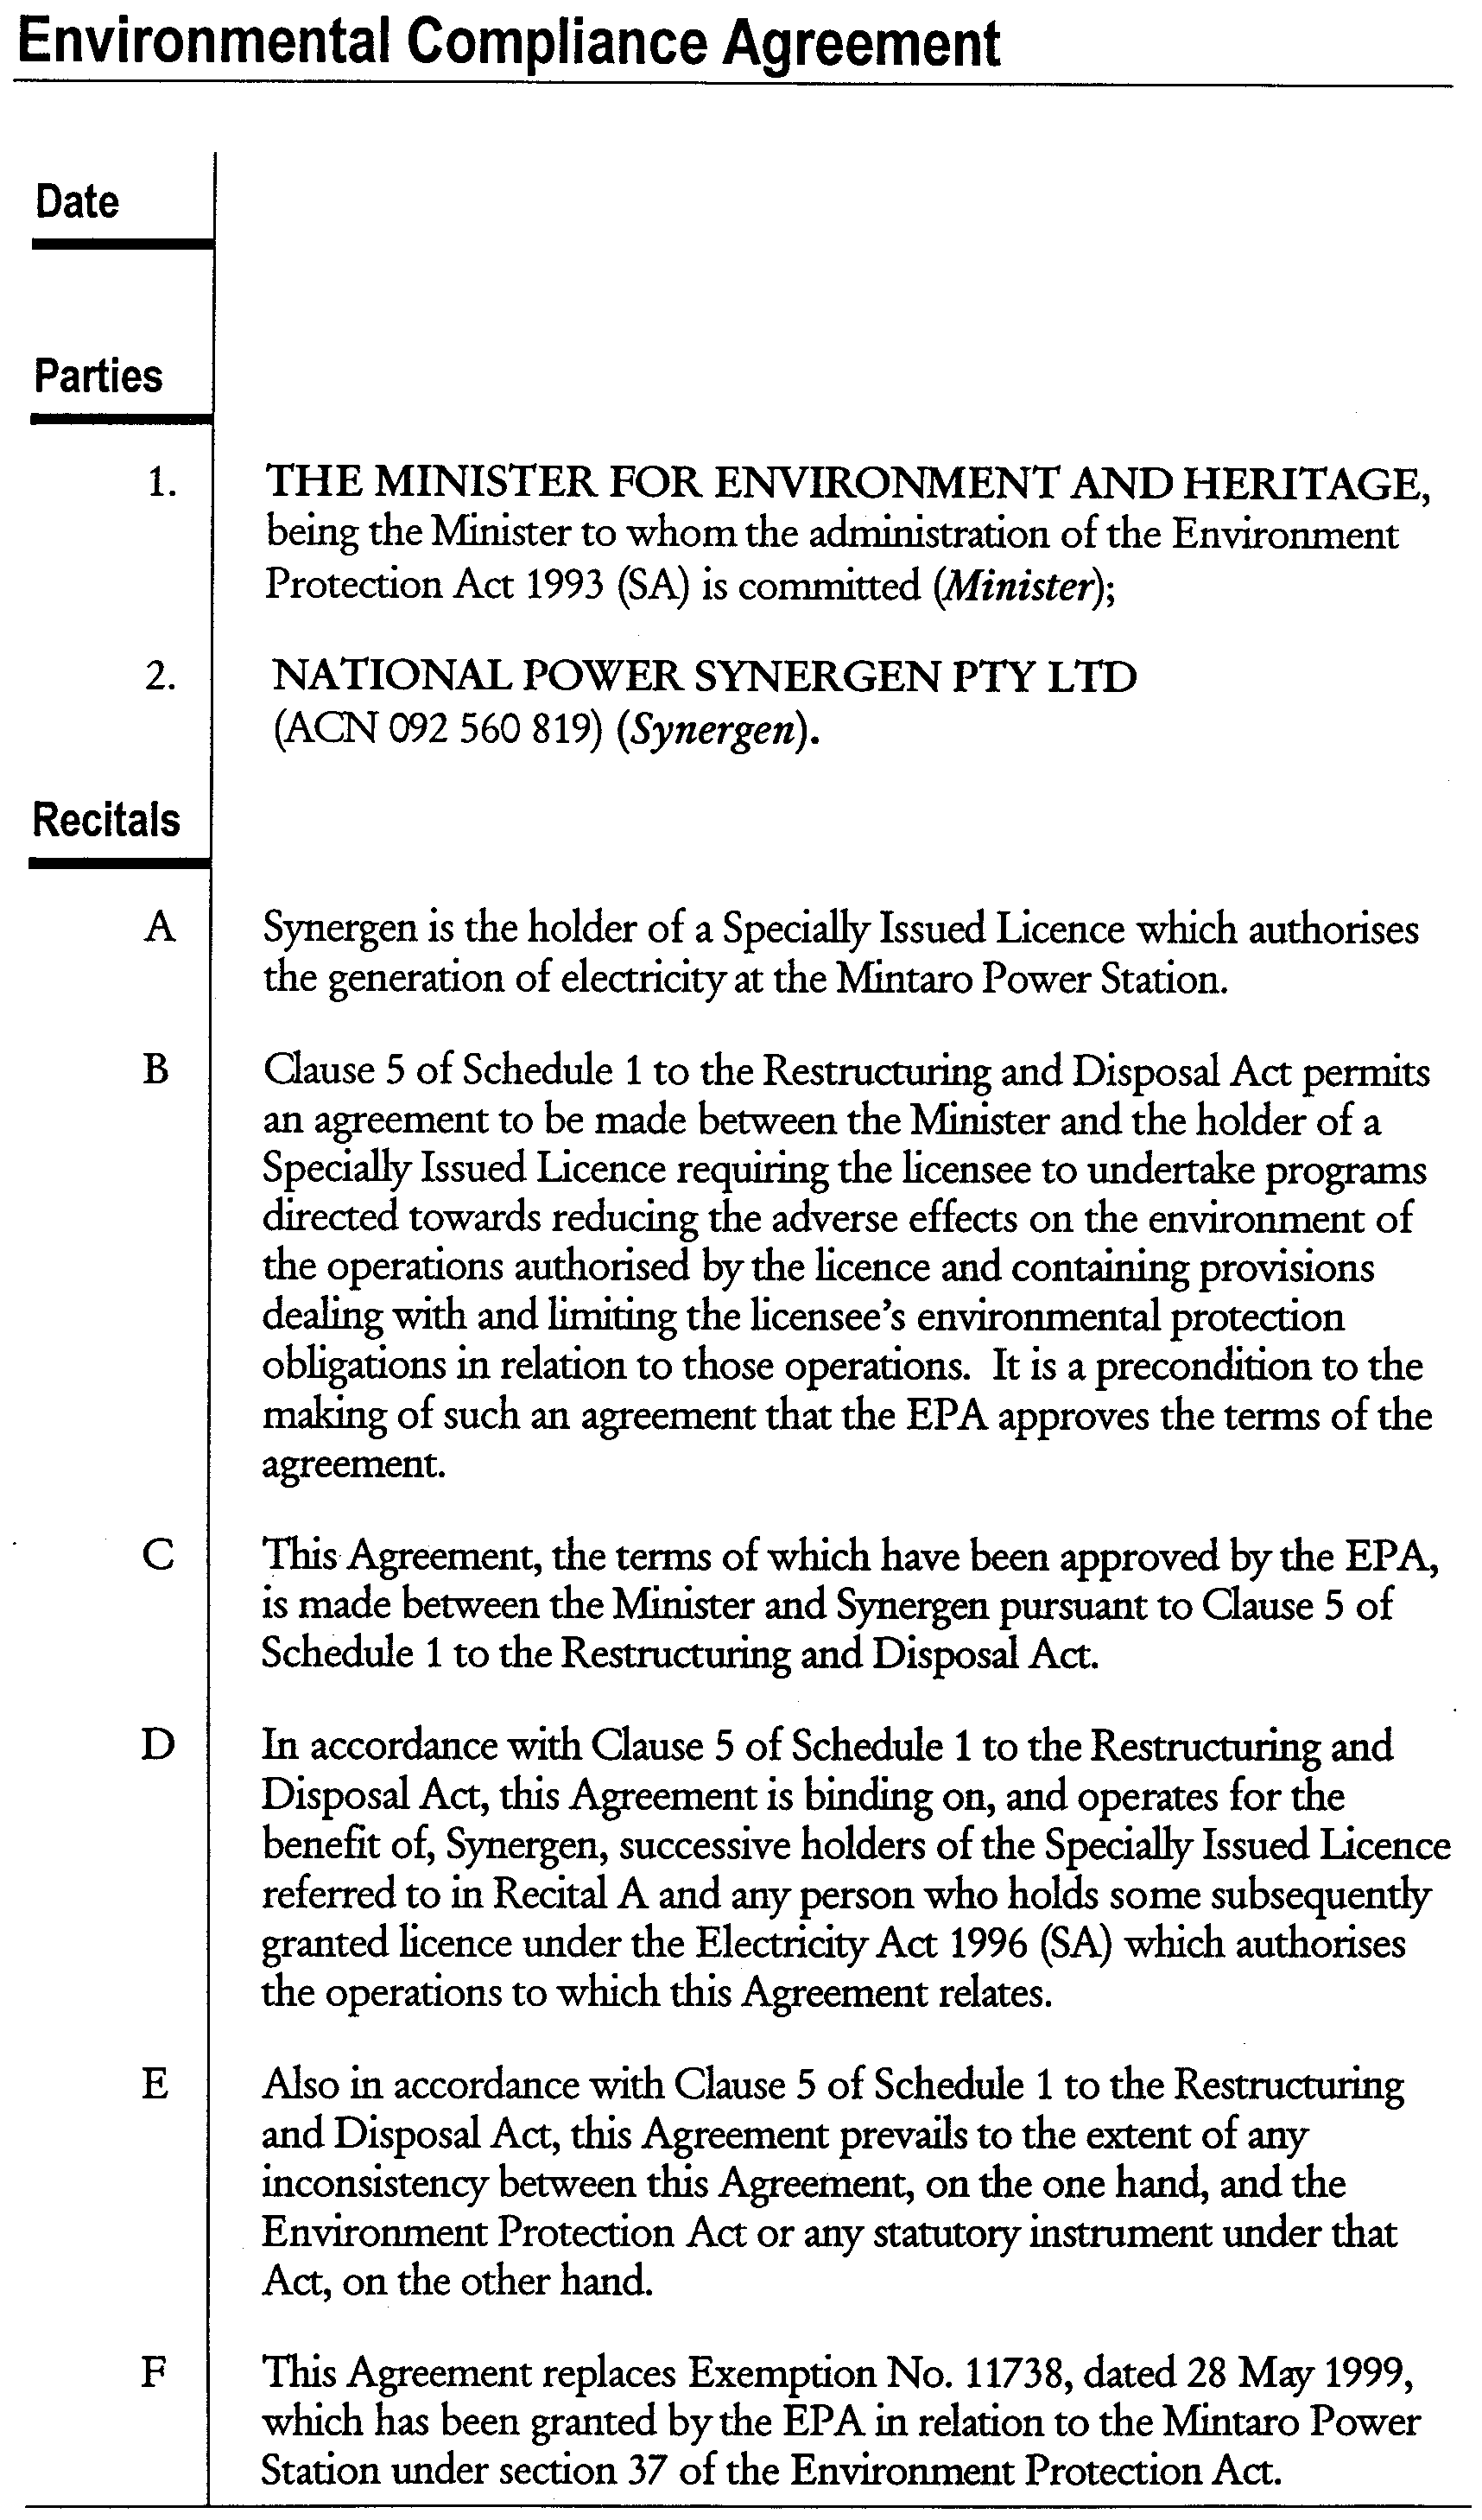 Environmental Compliance Agreement
Date
Parties
1. THE MINISTER FOR ENVIRONMENT AND HERITAGE,
being the Minister to whom the administration of the Environment
Protection Act 1993 (SA) is committed (Minister);
2. NATIONAL POWER SYNERGEN PTY LTD
(ACN 092 560 819) (Synergen).
Recitals
A Synergen is the holder of a Specially Issued Licence which authorises
the generation of electricity at the Mintaro Power Station.
B Clause 5 of Schedule 1 to the Restructuring and Disposal Act permits
an agreement to be made between the Minister and the holder of a
Specially Issued Licence requiring the licensee to undertake programs
directed towards reducing the adverse effects on the environment of
the operations authorised by the licence and containing provisions
dealing with and limiting the licensee's environmental protection
obligations in relation to those operations. It is a precondition to the
making of such an agreement that the EPA approves the terms of the
agreement.
C This Agreement, the terms of which have been approved by the EPA,
is made between the Minister and Synergen pursuant to Clause 5 of
Schedule 1 to the Restructuring and Disposal Act.
D In accordance with Clause 5 of Schedule 1 to the Restructuring and
Disposal Act, this Agreement is binding on, and operates for the
benefit of, Synergen, successive holders of the Specially Issued Licence
referred to in Recital A and any person who holds some subsequently
granted licence under the Electricity Act 1996 (SA) which authorises
the operations to which this Agreement relates.
E Also in accordance with Clause 5 of Schedule 1 to the Restructuring
and Disposal Act, this Agreement prevails to the extent of any
inconsistency between this Agreement, on the one hand, and the
Environment Protection Act or any statutory instrument under that
Act, on the other hand.
F This Agreement replaces Exemption No. 11738, dated 28 May 1999,
which has been granted by the EPA in relation to the Mintaro Power
Station under section 37 of the Environment Protection Act.